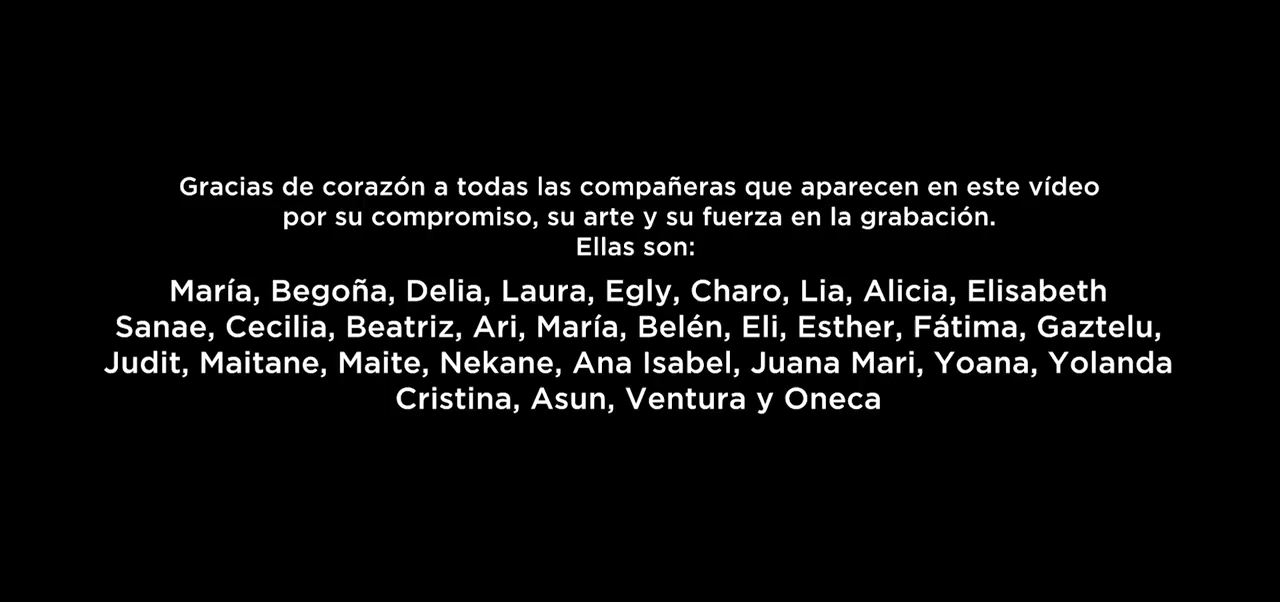 Gracias de corazón a todas las compañeras que aparecen en este vídeo
por su compromiso, su arte y su fuerza en la grabación.
Ellas son:
María, Begoña, Delia, Laura, Egly, Charo, Lia, Alicia, Elisabeth
Sanae, Cecilia, Beatriz, Ari, María, Belén, Eli, Esther, Fátima, Gaztelu,
Judit, Maitane, Maite, Nekane, Ana Isabel, Juana Mari, Yoana, Yolanda
Cristina, Asun, Ventura y Oneca